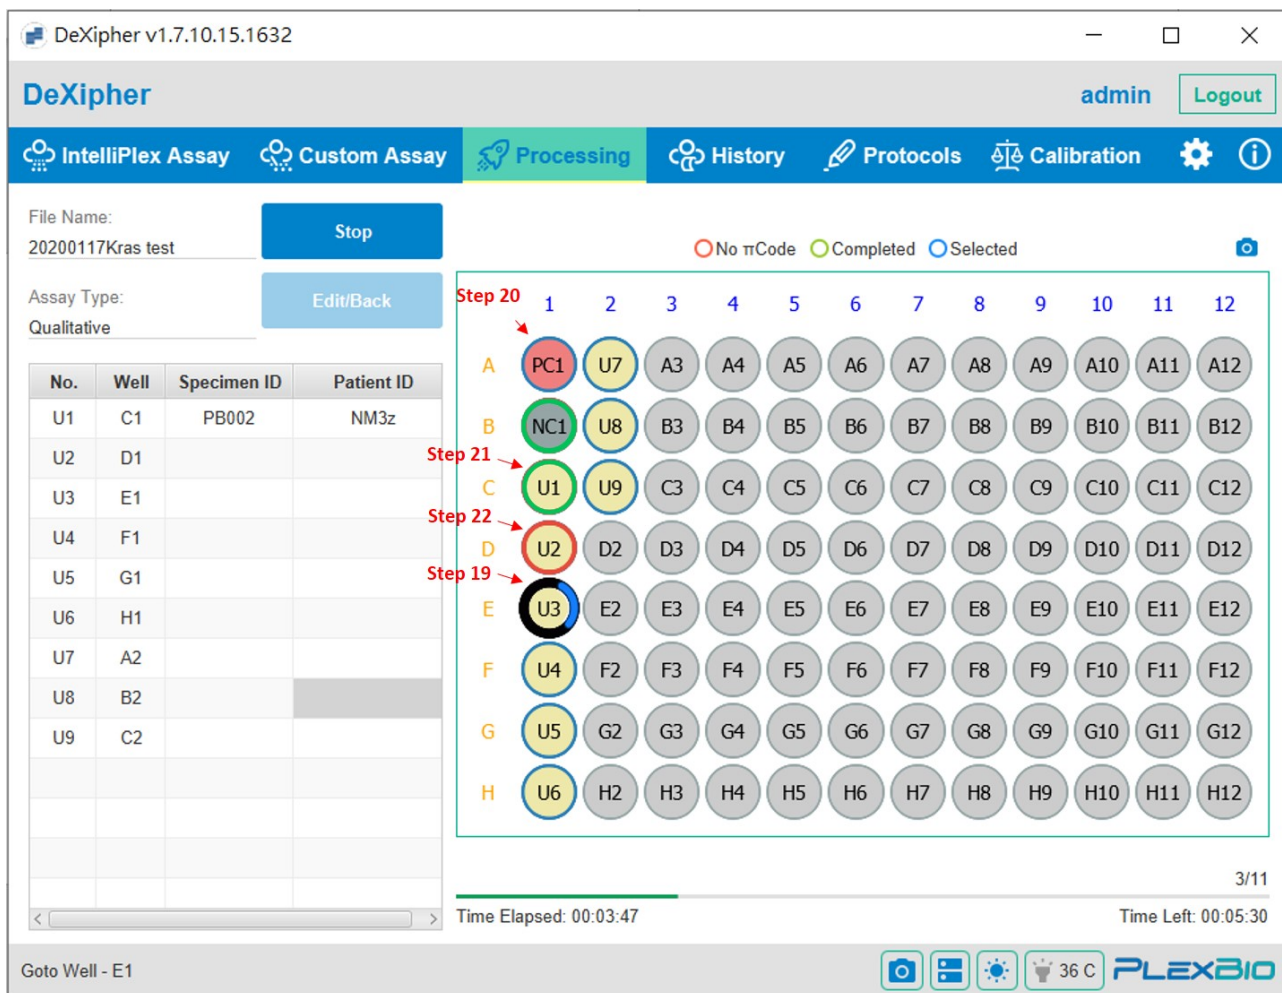 DeXipher v1.7.10.15.1632
DeXipher
admin
Logout
IntelliPlex Assay
Custom Assay
Processing
History
Protocols
Calibration
File Name:
20200117Kras test
Stop
Assay Type:
Qualitative
Edit/Back
No πCode Completed Selected
No. Well Specimen ID Patient ID
U1 C1 PB002 NM3z
U2 D1
U3 E1
U4 F1
U5 G1
U6 H1
U7 A2
U8 B2
U9 C2
Step 20
1 2 3 4 5 6 7 8 9 10 11 12
A PC1 U7 A3 A4 A5 A6 A7 A8 A9 A10 A11 A12
B NC1 U8 B3 B4 B5 B6 B7 B8 B9 B10 B11 B12
Step 21
C U1 U9 C3 C4 C5 C6 C7 C8 C9 C10 C11 C12
Step 22
D U2 D2 D3 D4 D5 D6 D7 D8 D9 D10 D11 D12
Step 19
E U3 E2 E3 E4 E5 E6 E7 E8 E9 E10 E11 E12
F U4 F2 F3 F4 F5 F6 F7 F8 F9 F10 F11 F12
G U5 G2 G3 G4 G5 G6 G7 G8 G9 G10 G11 G12
H U6 H2 H3 H4 H5 H6 H7 H8 H9 H10 H11 H12
3/11
Time Elapsed: 00:03:47
Time Left: 00:05:30
Goto Well - E1
36 C
PLEXBIO